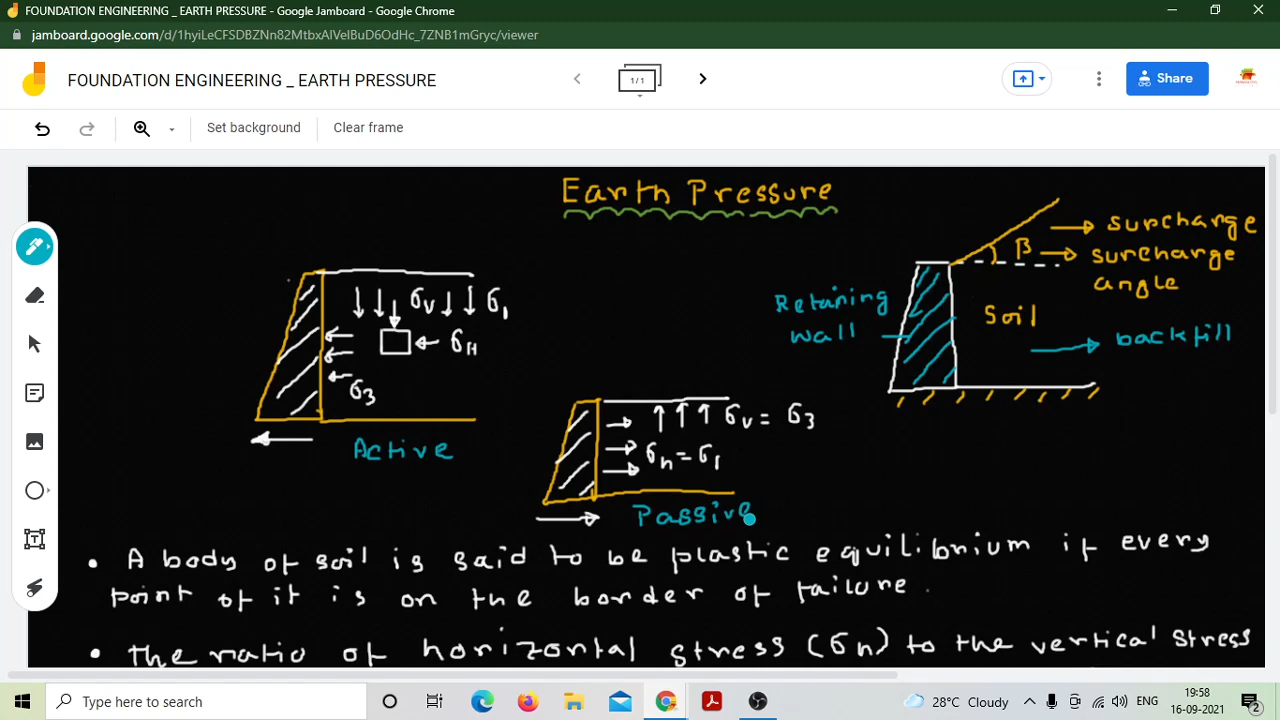 FOUNDATION ENGINEERING _ EARTH PRESSURE - Google Jamboard - Google Chrome
jamboard.google.com/d/1hyiLeCFSDBZNn82MtbxAlVelBuD6OdHc_7ZNB1mGryc/viewer
FOUNDATION ENGINEERING _ EARTH PRESSURE
1/1
Share
Set background
Clear frame
Earth Pressure
surcharge
β
surcharge
angle
Retaining
wall
Soil
backfill
σv
σ1
σH
σ3
Active
σv = σ3
σh = σ1
Passive
• A body of soil is said to be plastic equilibrium if every
point of it is on the border of failure.
• The ratio of horizontal stress (σh) to the vertical stress
Type here to search
28°C Cloudy
ENG
19:58
16-09-2021
2